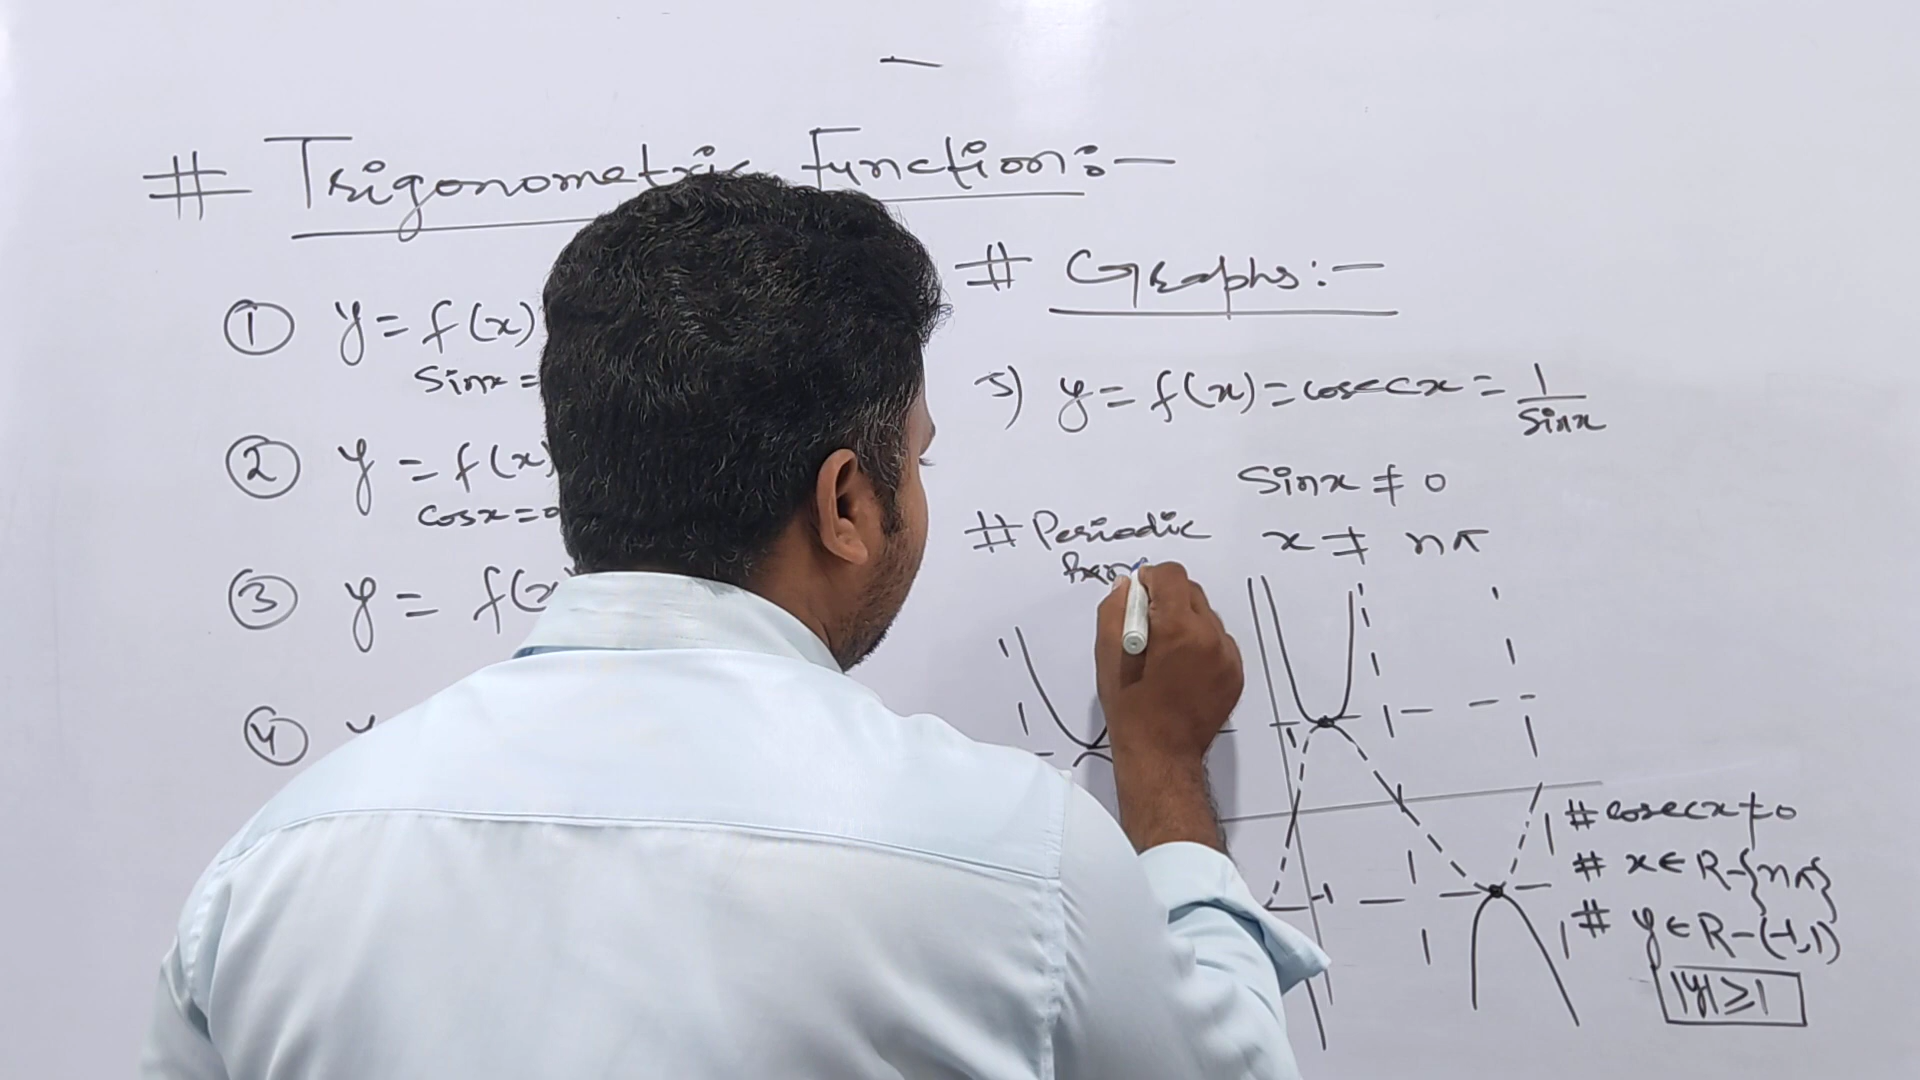 # Trigonometric Function:-
① y = f(x)
Sinx =
② y = f(x)
cosx = 0
③ y = f(x)
④ y
# Graphs:-
5) y = f(x) = cosecx = 1/Sinx
Sinx ≠ 0
# Periodic
x ≠ nπ
# cosecx ≠ 0
# x ∈ R-{nπ}
# y ∈ R-(-1,1)
|y| ≥ 1